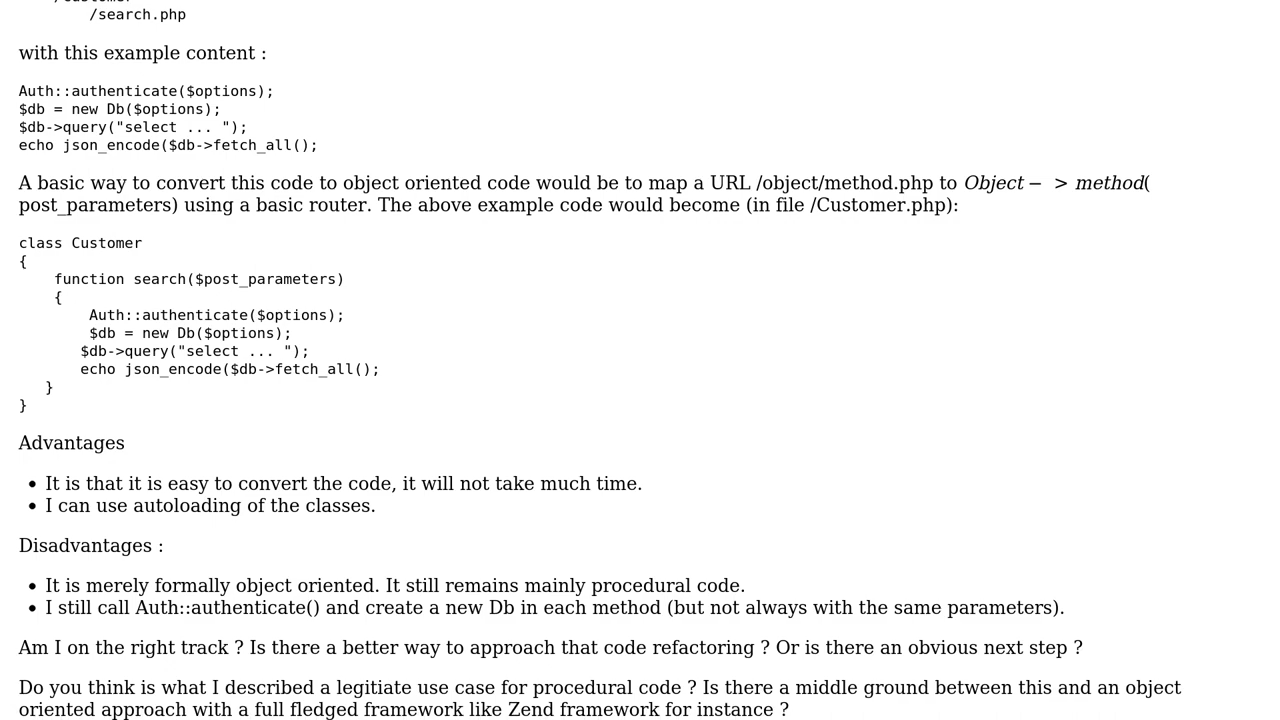 /search.php
with this example content :
Auth::authenticate($options);
$db = new Db($options);
$db->query("select ... ");
echo json_encode($db->fetch_all();
A basic way to convert this code to object oriented code would be to map a URL /object/method.php to Object− > method(
post_parameters) using a basic router. The above example code would become (in file /Customer.php):
class Customer
{
    function search($post_parameters)
    {
        Auth::authenticate($options);
        $db = new Db($options);
       $db->query("select ... ");
       echo json_encode($db->fetch_all();
   }
}
Advantages
• It is that it is easy to convert the code, it will not take much time.
• I can use autoloading of the classes.
Disadvantages :
• It is merely formally object oriented. It still remains mainly procedural code.
• I still call Auth::authenticate() and create a new Db in each method (but not always with the same parameters).
Am I on the right track ? Is there a better way to approach that code refactoring ? Or is there an obvious next step ?
Do you think is what I described a legitiate use case for procedural code ? Is there a middle ground between this and an object
oriented approach with a full fledged framework like Zend framework for instance ?